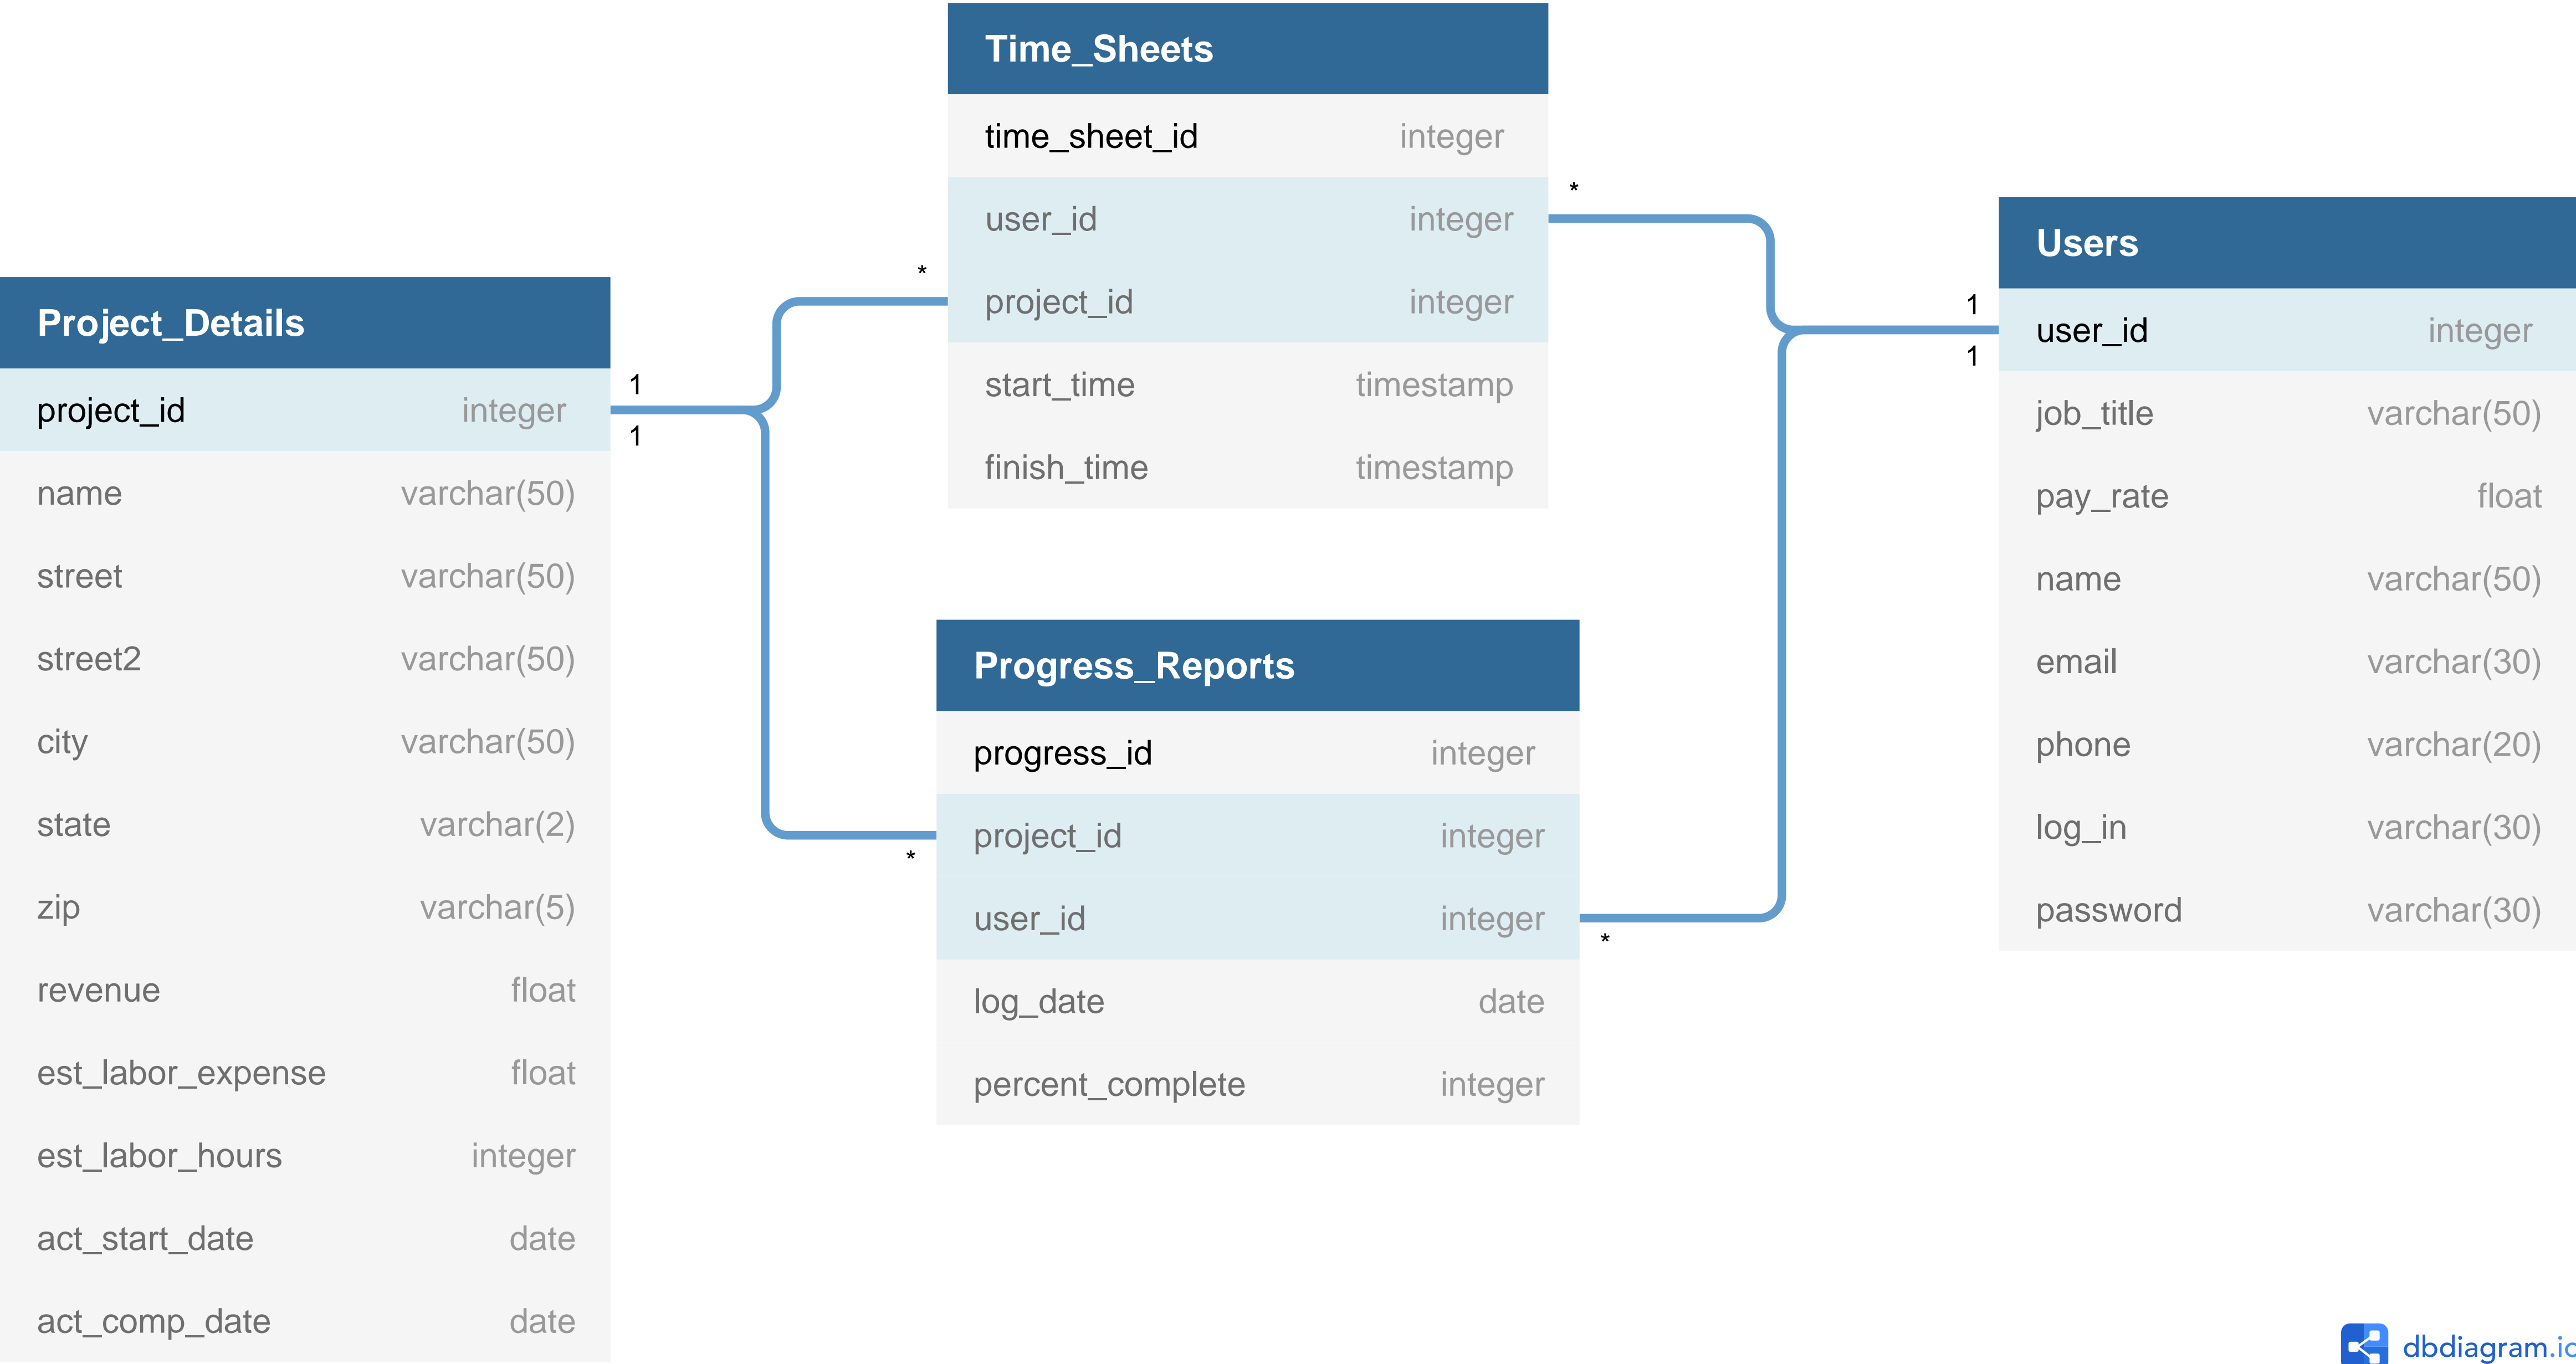 Time_Sheets
time_sheet_id integer
user_id integer
project_id integer
start_time timestamp
finish_time timestamp
*
*
Project_Details
project_id integer
name varchar(50)
street varchar(50)
street2 varchar(50)
city varchar(50)
state varchar(2)
zip varchar(5)
revenue float
est_labor_expense float
est_labor_hours integer
act_start_date date
act_comp_date date
1
1
Progress_Reports
progress_id integer
project_id integer
user_id integer
log_date date
percent_complete integer
*
*
Users
user_id integer
job_title varchar(50)
pay_rate float
name varchar(50)
email varchar(30)
phone varchar(20)
log_in varchar(30)
password varchar(30)
1
1
dbdiagram.io